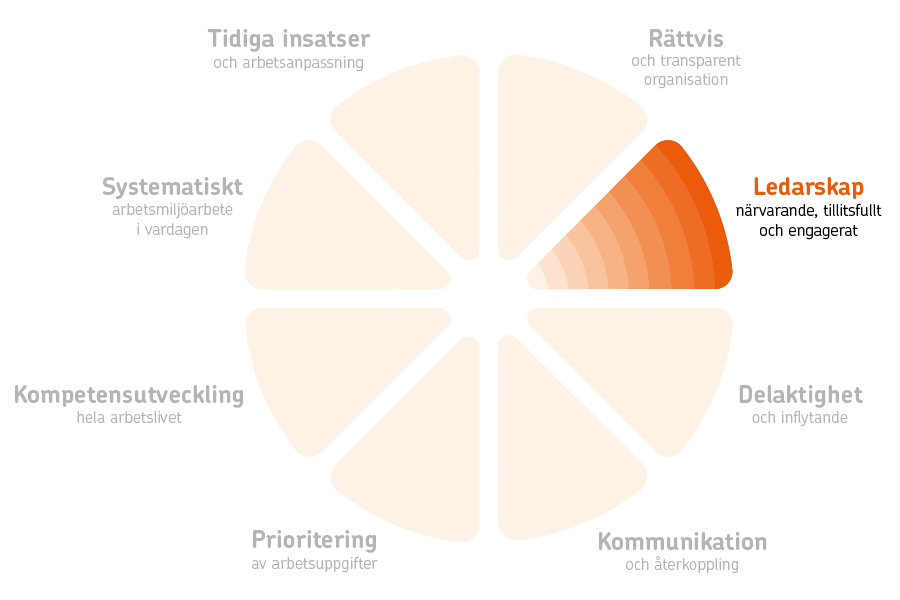 Tidiga insatser
och arbetsanpassning
Rättvis
och transparent
organisation
Systematiskt
arbetsmiljöarbete
i vardagen
Ledarskap
närvarande, tillitsfullt
och engagerat
Kompetensutveckling
hela arbetslivet
Delaktighet
och inflytande
Prioritering
av arbetsuppgifter
Kommunikation
och återkoppling